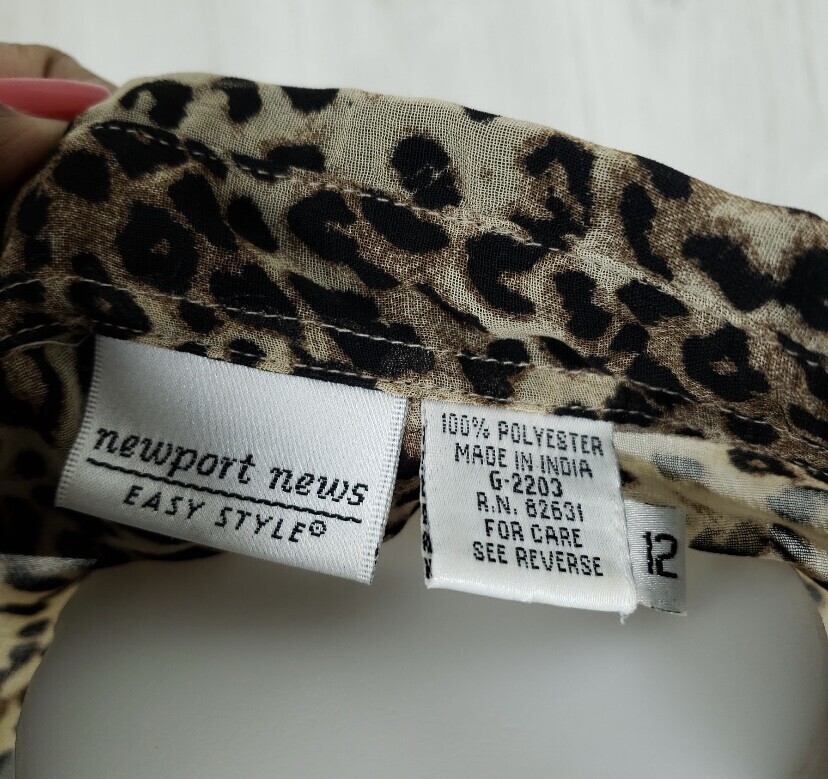 newport news
EASY STYLE©
100% POLYESTER
MADE IN INDIA
G-2203
R.N. 82631
FOR CARE
SEE REVERSE
12